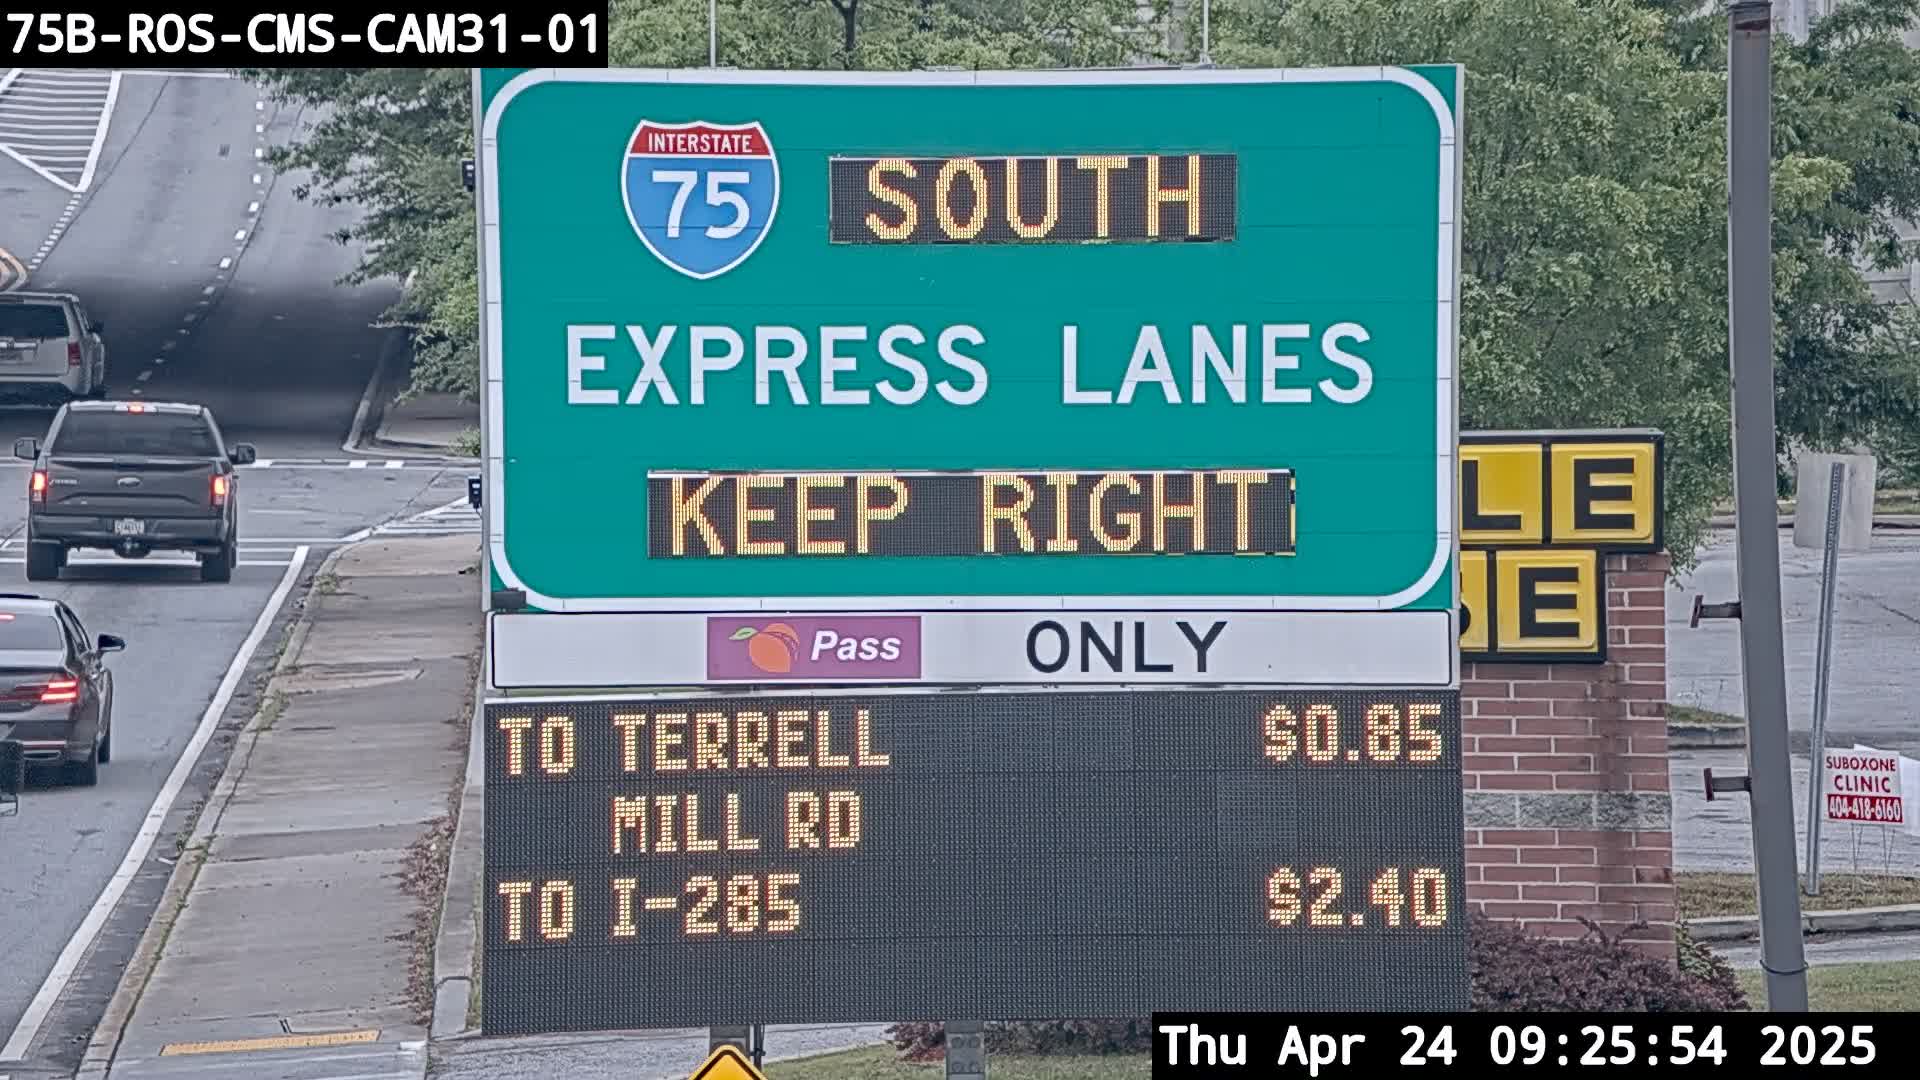 75B-ROS-CMS-CAM31-01
INTERSTATE
75
SOUTH
EXPRESS LANES
KEEP RIGHT
Pass ONLY
TO TERRELL $0.85
MILL RD
TO I-285 $2.40
LE
E
SUBOXONE
CLINIC
404-418-6160
Thu Apr 24 09:25:54 2025